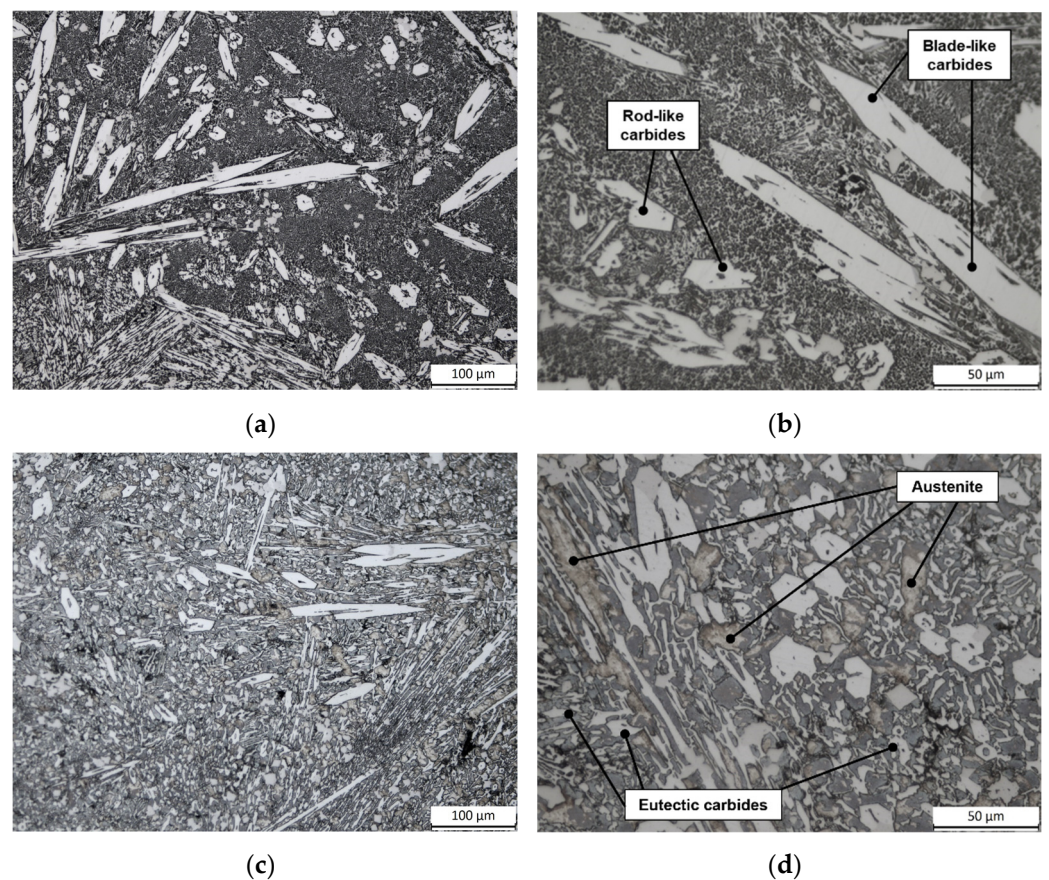 100 µm
Blade-like
carbides
Rod-like
carbides
50 µm
(a)
(b)
100 µm
Austenite
Eutectic carbides
50 µm
(c)
(d)